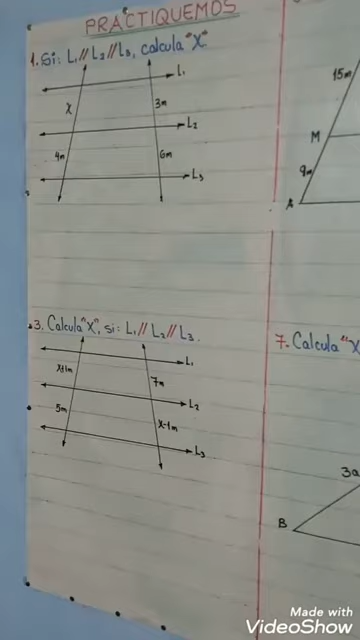 PRACTIQUEMOS
1. Si: L₁//L₂//L₃, calcula "X"
L₁
X
3m
L₂
4m
6m
L₃
15m
M
9m
A
3. Calcula "X", si: L₁//L₂//L₃.
L₁
X+1m
7m
L₂
5m
X-1m
L₃
7. Calcula "X
3a
B
Made with
VideoShow